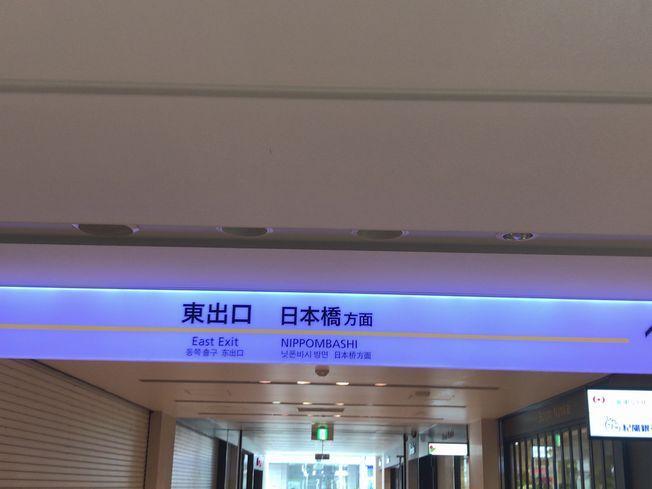 東出口 日本橋方面
East Exit NIPPOMBASHI
동쪽 출구 东出口 닛폰바시 방면 日本桥方面